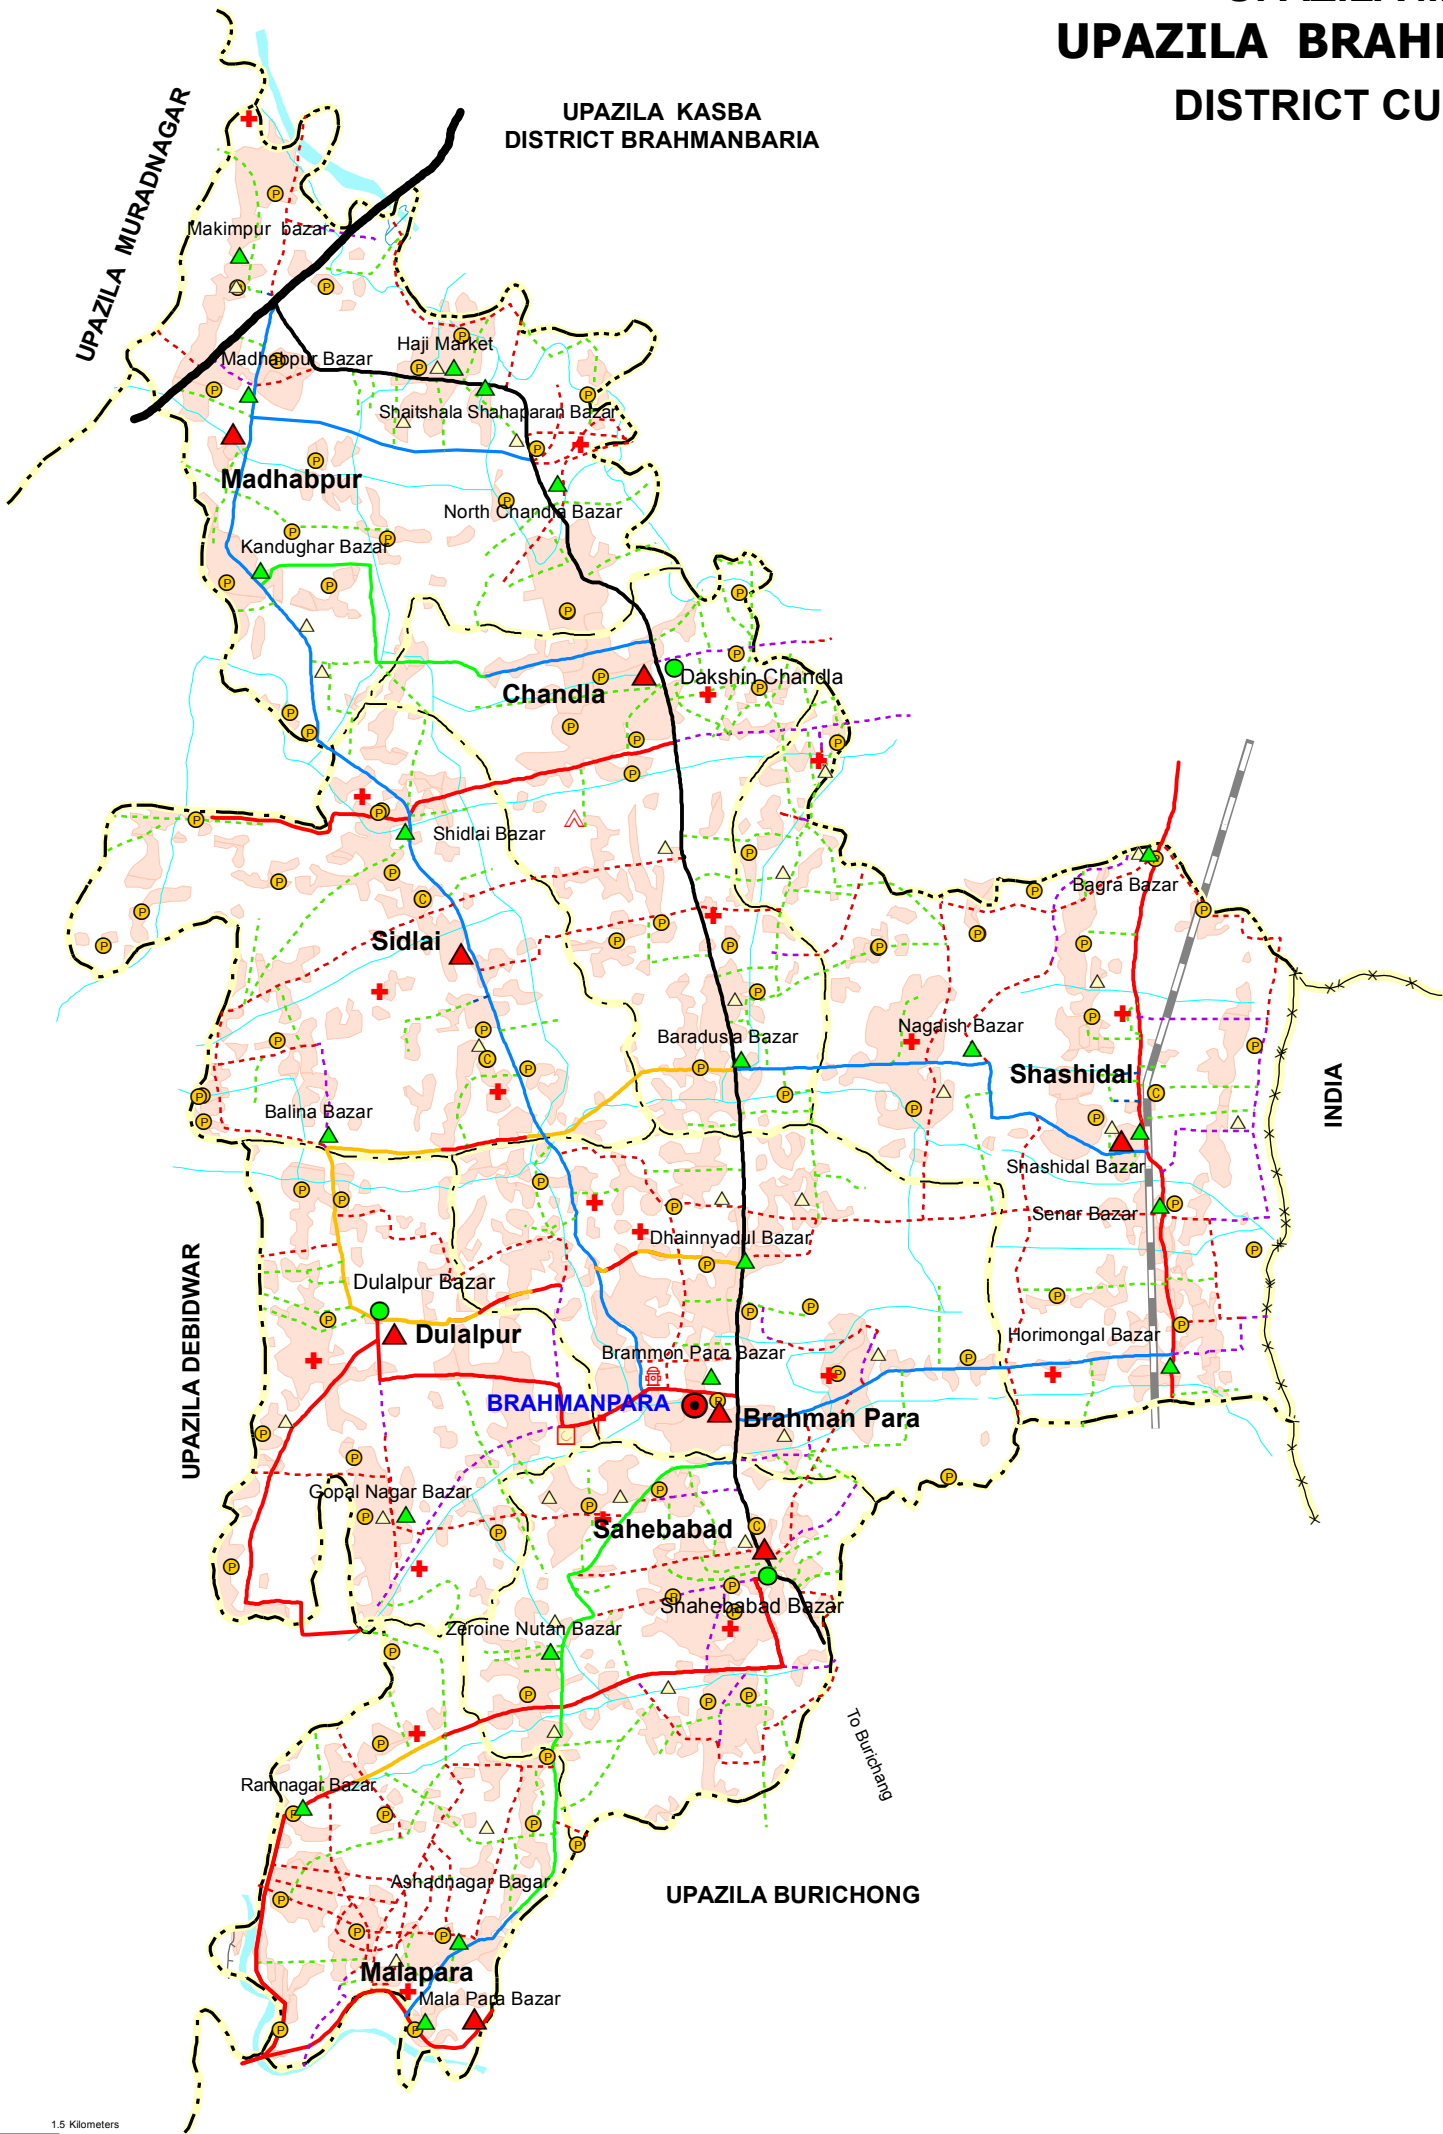 UPAZILA BRAH
DISTRICT CU
UPAZILA KASBA
DISTRICT BRAHMANBARIA
UPAZILA MURADNAGAR
Makimpur bazar
Madhabpur Bazar
Haji Market
Shaitshala Shahaparan Bazar
Madhabpur
North Chandla Bazar
Kandughar Bazar
Dakshin Chandla
Chandla
Shidlai Bazar
Bagra Bazar
Sidlai
Nagaish Bazar
Baradusia Bazar
Shashidal
INDIA
Balina Bazar
Shashidal Bazar
Senar Bazar
Dhainnyadul Bazar
UPAZILA DEBIDWAR
Dulalpur Bazar
Dulalpur
Horimongal Bazar
Brammon Para Bazar
BRAHMANPARA
Brahman Para
Gopal Nagar Bazar
Sahebabad
Shahebabad Bazar
Zeroine Nutan Bazar
To Burichang
Ramnagar Bazar
Ashadnagar Bagar
UPAZILA BURICHONG
Malapara
Mala Para Bazar
1.5 Kilometers